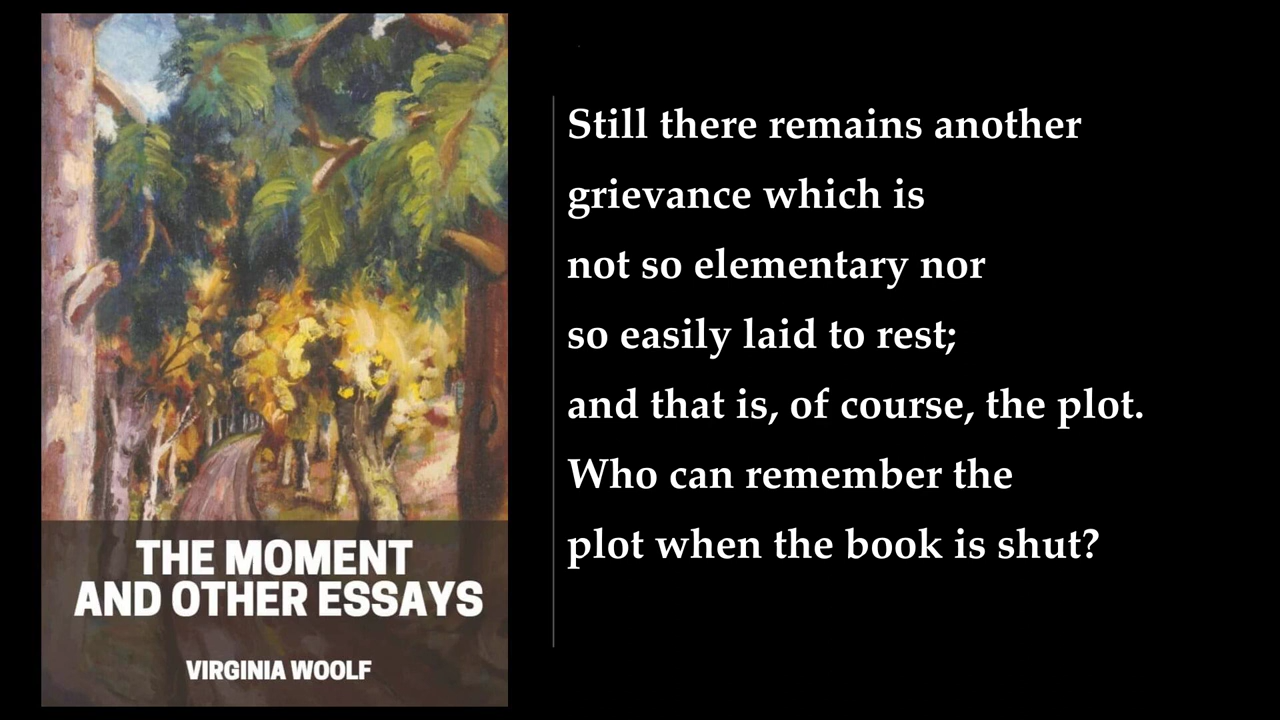 THE MOMENT
AND OTHER ESSAYS
VIRGINIA WOOLF
Still there remains another
grievance which is
not so elementary nor
so easily laid to rest;
and that is, of course, the plot.
Who can remember the
plot when the book is shut?